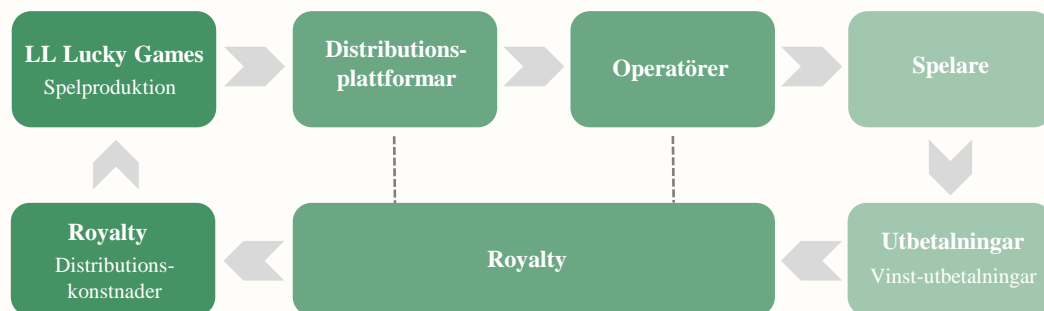 LL Lucky Games
Spelproduktion
Distributions-
plattformar
Operatörer
Spelare
Royalty
Distributions-
konstnader
Royalty
Utbetalningar
Vinst-utbetalningar